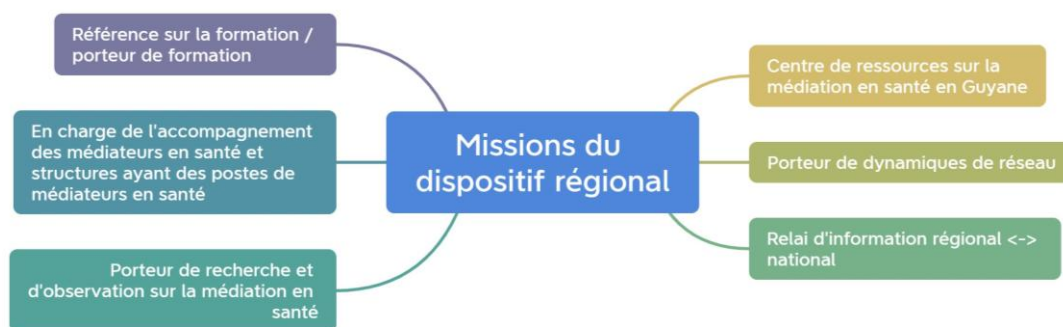 Référence sur la formation /
porteur de formation
En charge de l'accompagnement
des médiateurs en santé et
structures ayant des postes de
médiateurs en santé
Porteur de recherche et
d'observation sur la médiation en
santé
Missions du
dispositif régional
Centre de ressources sur la
médiation en santé en Guyane
Porteur de dynamiques de réseau
Relai d'information régional <->
national